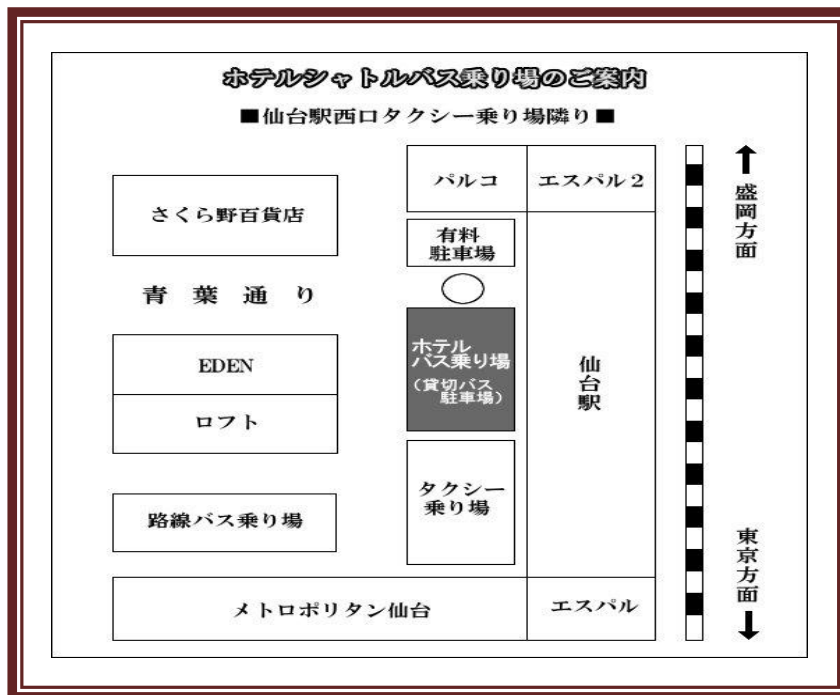 ホテルシャトルバス乗り場のご案内
■仙台駅西口タクシー乗り場隣り■
パルコ
エスパル2
さくら野百貨店
有料
駐車場
青葉通り
EDEN
ロフト
ホテル
バス乗り場
(貸切バス
駐車場)
仙台駅
タクシー
乗り場
路線バス乗り場
メトロポリタン仙台
エスパル
↑盛岡方面
東京方面↓